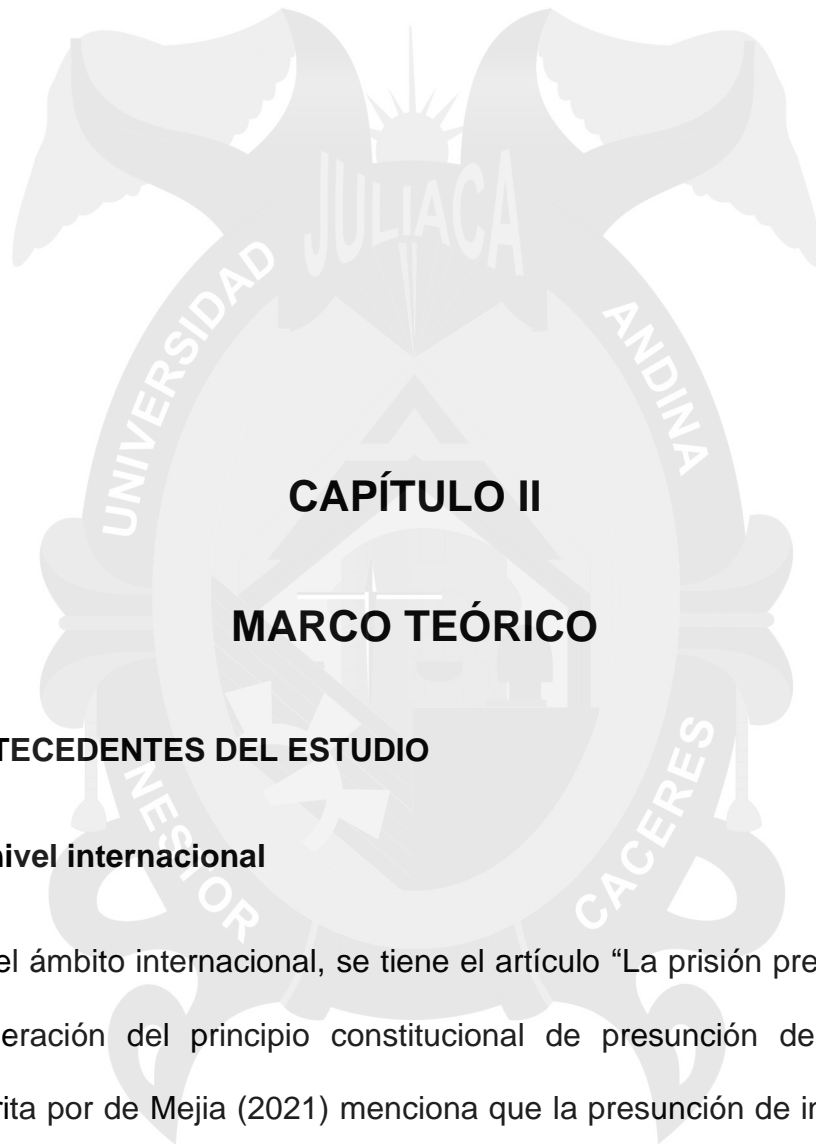 JULIACA
UNIVERSIDAD
ANDINA
CAPÍTULO II
MARCO TEÓRICO
TECEDENTES DEL ESTUDIO
nivel internacional
NESTOR
CACERES
el ámbito internacional, se tiene el artículo “La prisión pre
eración del principio constitucional de presunción de
rita por de Mejia (2021) menciona que la presunción de i